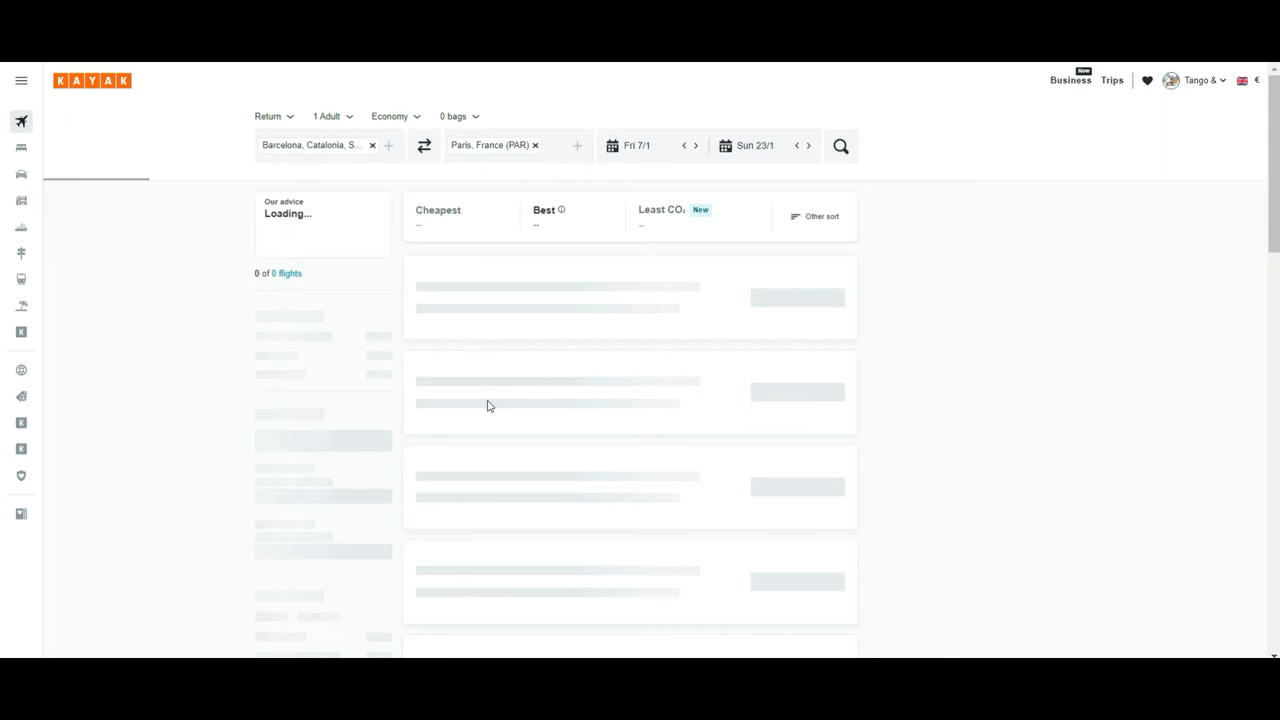 KAYAK
New
Business Trips Tango & €
Return 1 Adult Economy 0 bags
Barcelona, Catalonia, S... Paris, France (PAR) Fri 7/1 Sun 23/1
Our advice
Loading...
Cheapest
--
Best
--
Least CO₂ New
--
Other sort
0 of 0 flights
K
K
K